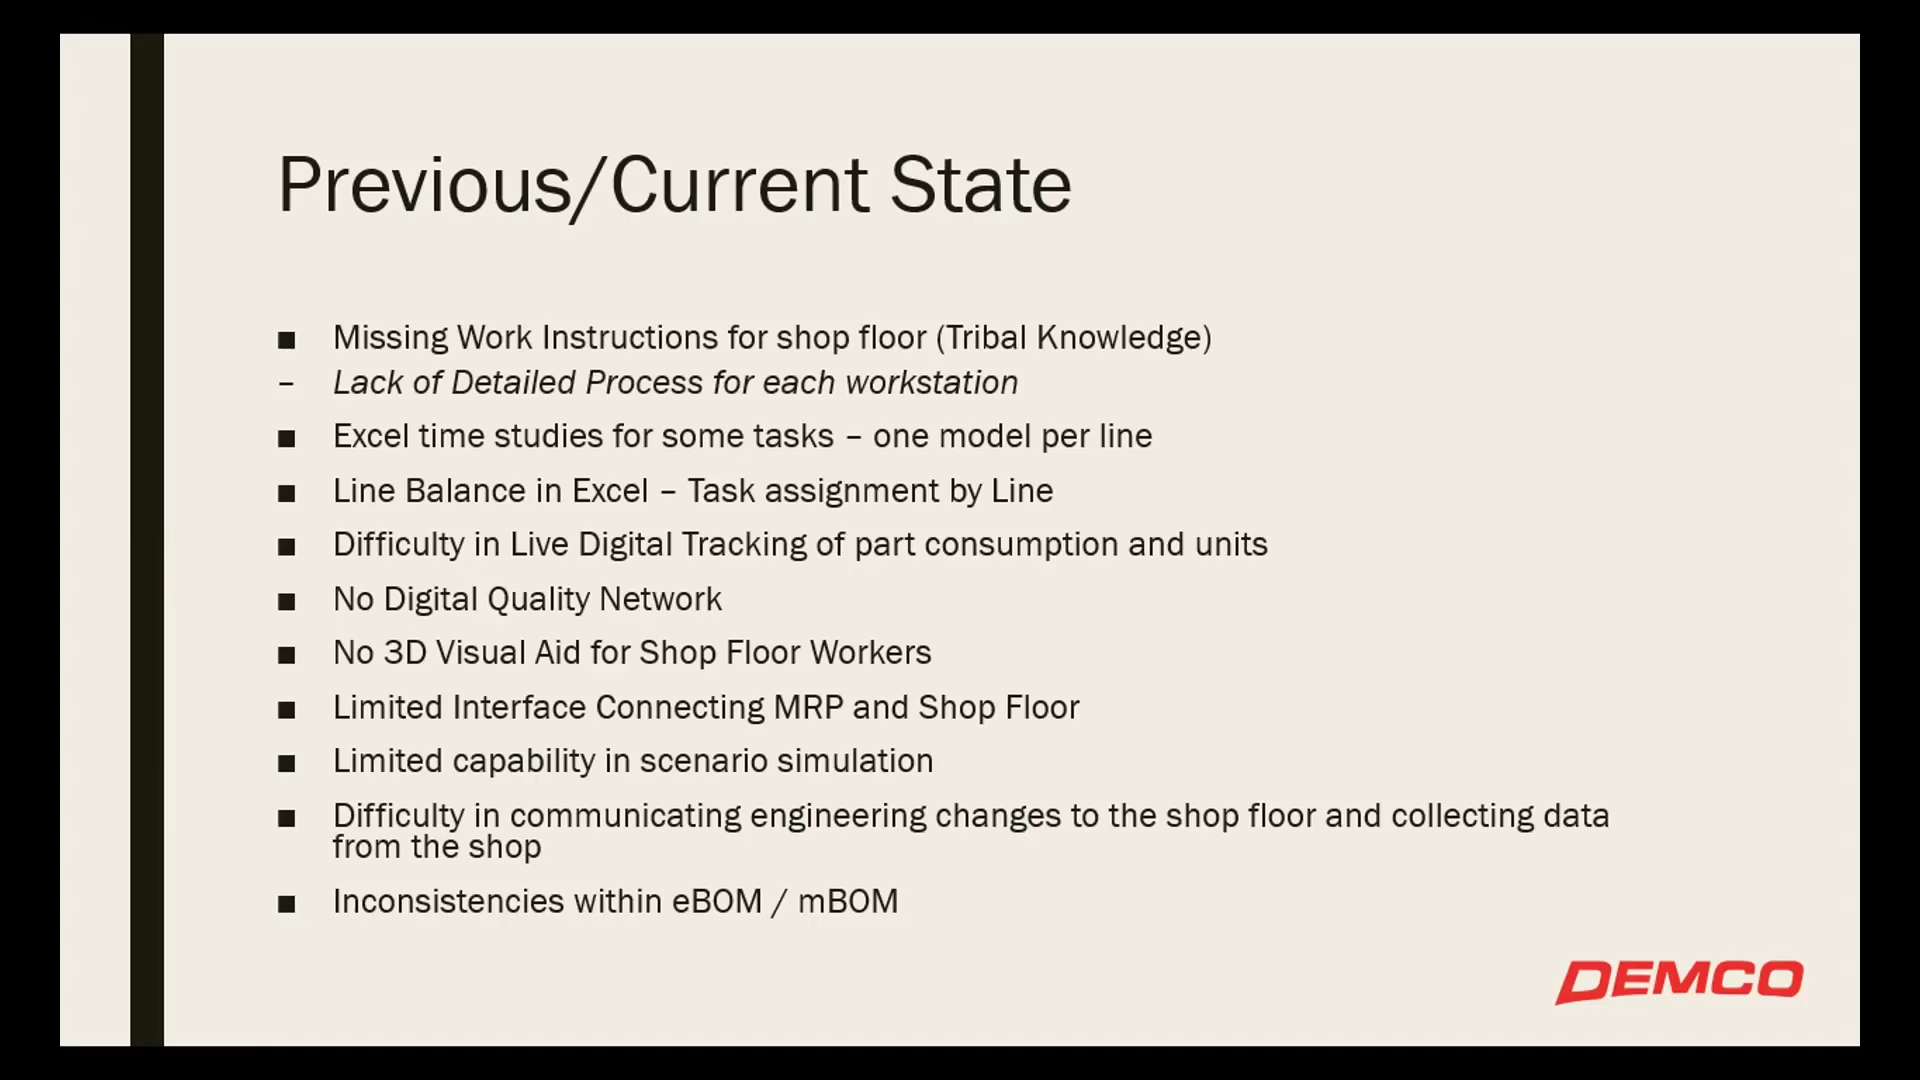 Previous/Current State
■ Missing Work Instructions for shop floor (Tribal Knowledge)
– Lack of Detailed Process for each workstation
■ Excel time studies for some tasks – one model per line
■ Line Balance in Excel – Task assignment by Line
■ Difficulty in Live Digital Tracking of part consumption and units
■ No Digital Quality Network
■ No 3D Visual Aid for Shop Floor Workers
■ Limited Interface Connecting MRP and Shop Floor
■ Limited capability in scenario simulation
■ Difficulty in communicating engineering changes to the shop floor and collecting data
from the shop
■ Inconsistencies within eBOM / mBOM
DEMCO